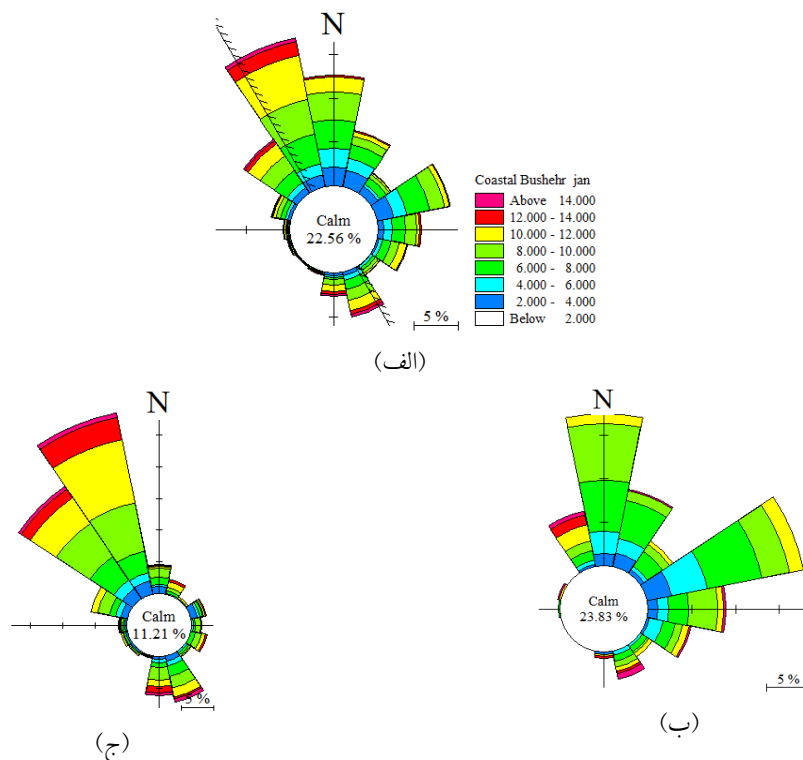 N
Calm
22.56 %
5 %
Coastal Bushehr jan
Above 14.000
12.000 - 14.000
10.000 - 12.000
8.000 - 10.000
6.000 - 8.000
4.000 - 6.000
2.000 - 4.000
Below 2.000
(الف)
N
Calm
11.21 %
5 %
(ج)
N
Calm
23.83 %
5 %
(ب)